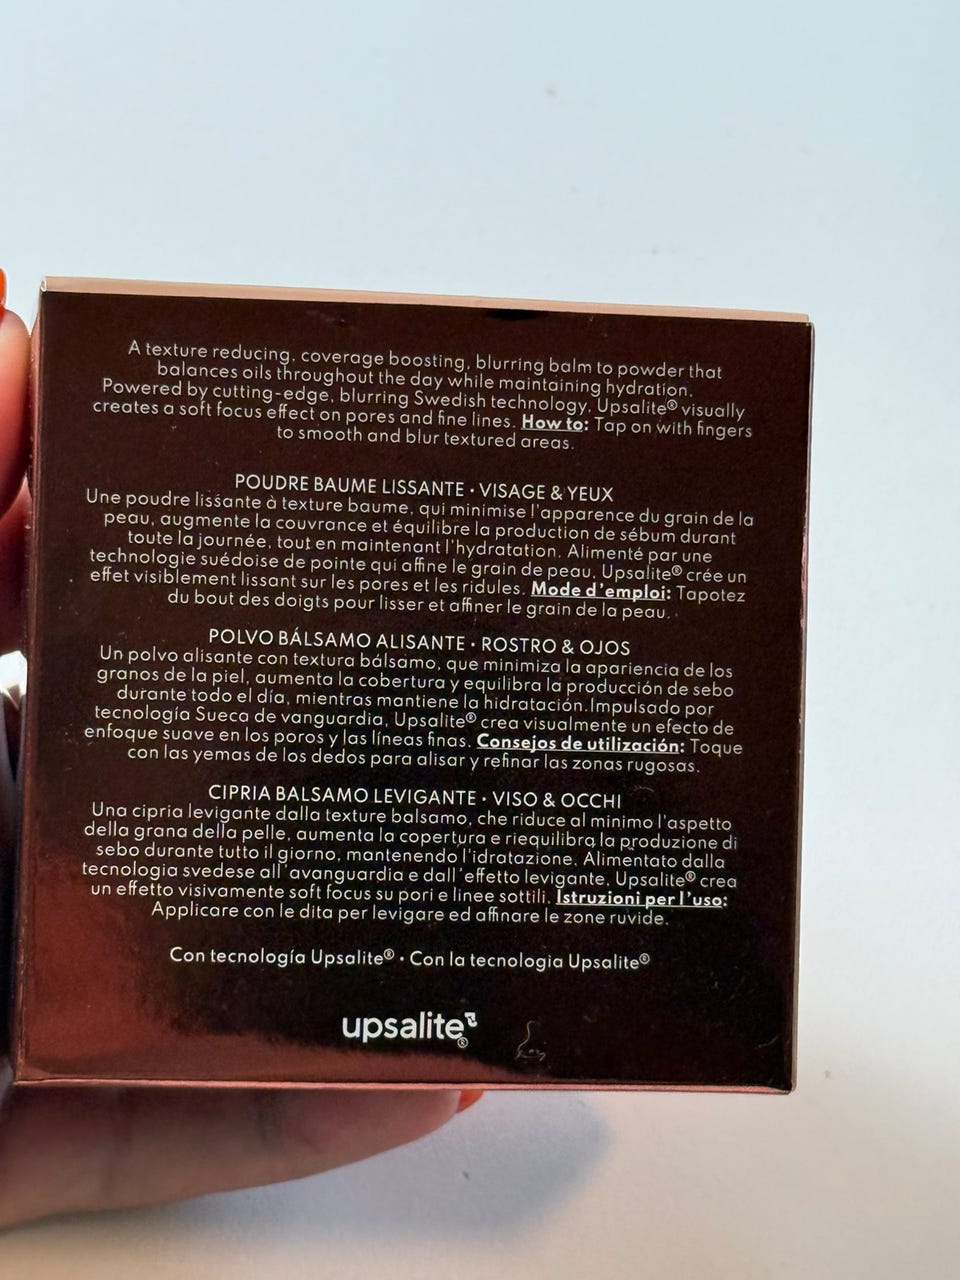 A texture reducing, coverage boosting, blurring balm to powder that
balances oils throughout the day while maintaining hydration.
Powered by cutting-edge, blurring Swedish technology, Upsalite® visually
creates a soft focus effect on pores and fine lines. How to: Tap on with fingers
to smooth and blur textured areas.
POUDRE BAUME LISSANTE • VISAGE & YEUX
Une poudre lissante à texture baume, qui minimise l'apparence du grain de la
peau, augmente la couvrance et équilibre la production de sébum durant
toute la journée, tout en maintenant l'hydratation. Alimenté par une
technologie suédoise de pointe qui affine le grain de peau, Upsalite® crée un
effet visiblement lissant sur les pores et les ridules. Mode d'emploi: Tapotez
du bout des doigts pour lisser et affiner le grain de la peau.
POLVO BÁLSAMO ALISANTE • ROSTRO & OJOS
Un polvo alisante con textura bálsamo, que minimiza la apariencia de los
granos de la piel, aumenta la cobertura y equilibra la producción de sebo
durante todo el día, mientras mantiene la hidratación. Impulsado por
tecnología Sueca de vanguardia, Upsalite® crea visualmente un efecto de
enfoque suave en los poros y las líneas finas. Consejos de utilización: Toque
con las yemas de los dedos para alisar y refinar las zonas rugosas.
CIPRIA BALSAMO LEVIGANTE • VISO & OCCHI
Una cipria levigante dalla texture balsamo, che riduce al minimo l'aspetto
della grana della pelle, aumenta la copertura e riequilibra la produzione di
sebo durante tutto il giorno, mantenendo l'idratazione. Alimentato dalla
tecnologia svedese all'avanguardia e dall'effetto levigante, Upsalite® crea
un effetto visivamente soft focus su pori e linee sottili. Istruzioni per l'uso:
Applicare con le dita per levigare ed affinare le zone ruvide.
Con tecnología Upsalite® • Con la tecnologia Upsalite®
upsalite®